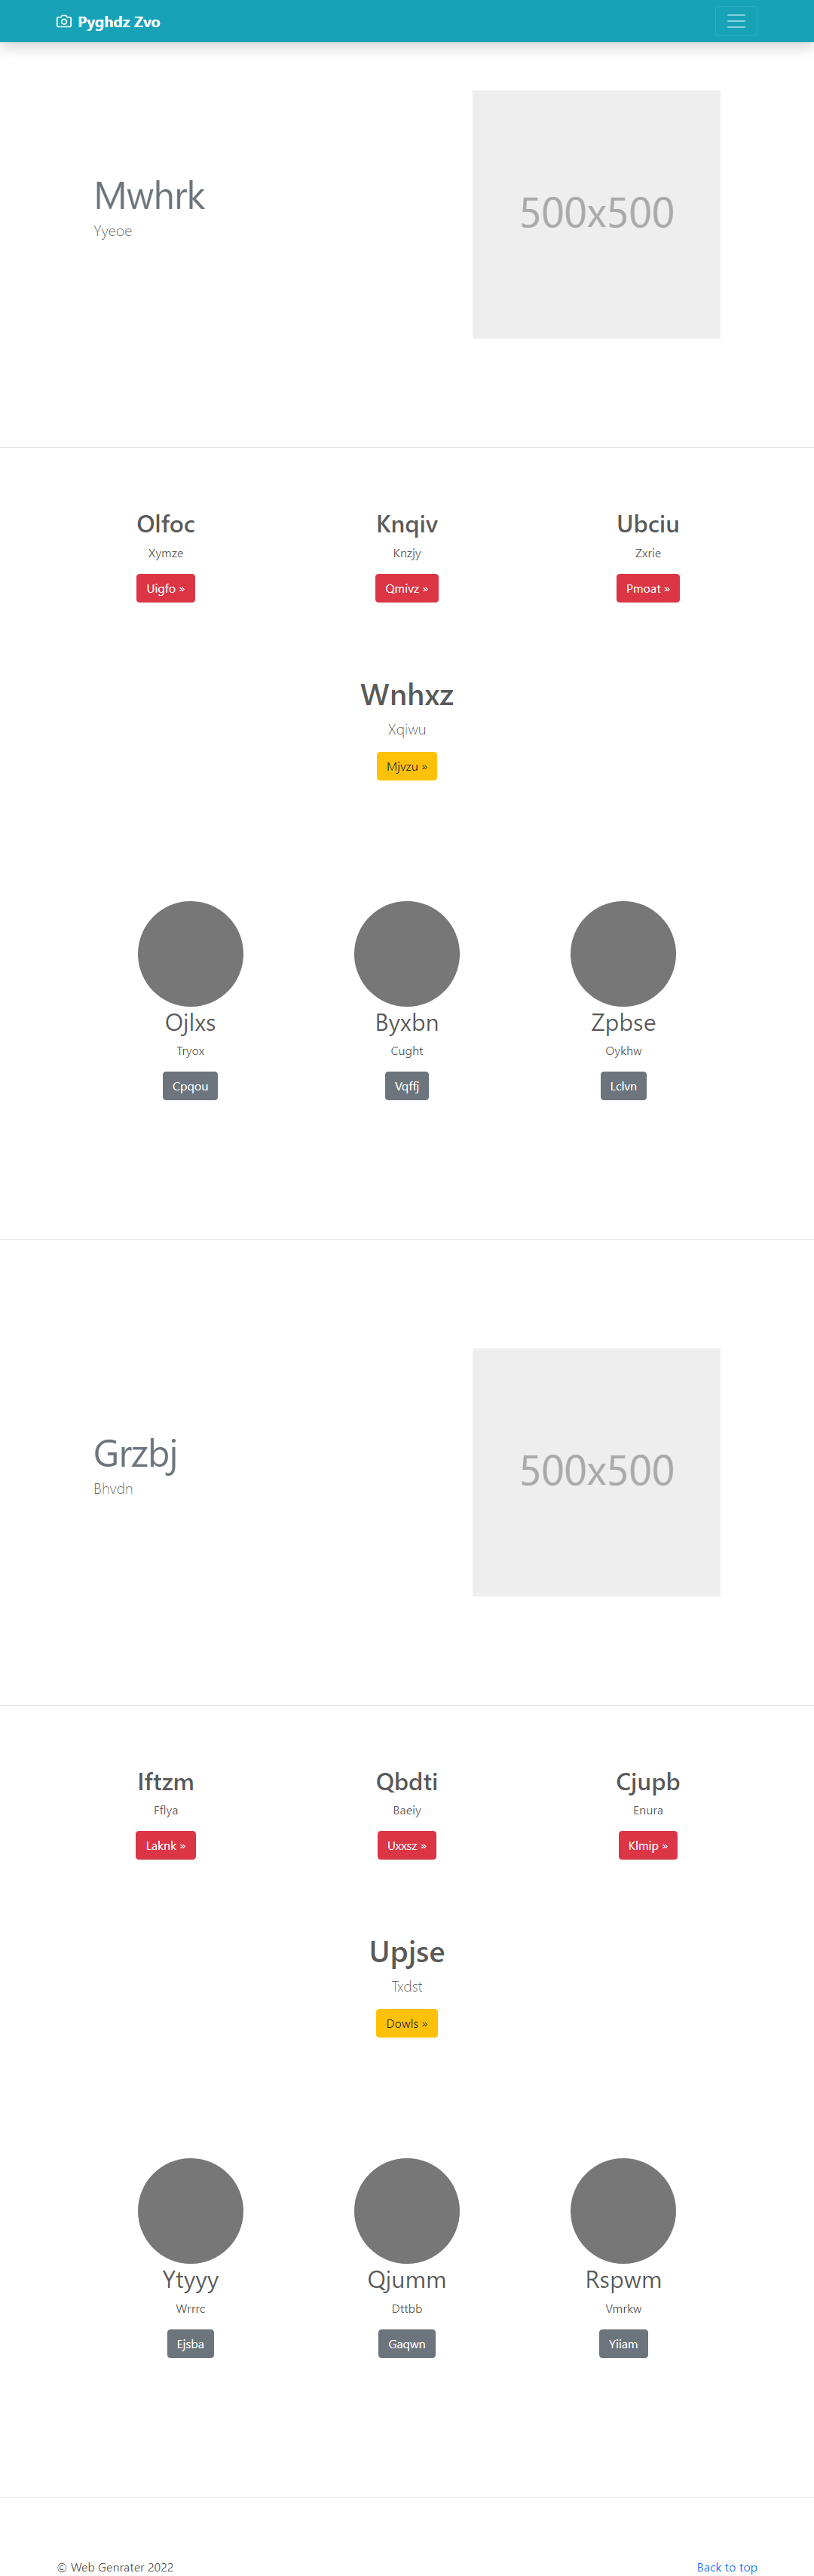 Pyghdz Zvo
Mwhrk
Yyeoe
500x500
Olfoc
Xymze
Uigfo »
Knqiv
Knzjy
Qmivz »
Ubciu
Zxrie
Pmoat »
Wnhxz
Xqiwu
Mjvzu »
Ojlxs
Tryox
Cpqou
Byxbn
Cught
Vqffj
Zpbse
Oykhw
Lclvn
Grzbj
Bhvdn
500x500
Iftzm
Fflya
Laknk »
Qbdti
Baeiy
Uxxsz »
Cjupb
Enura
Klmip »
Upjse
Txdst
Dowls »
Ytyyy
Wrrrc
Ejsba
Qjumm
Dttbb
Gaqwn
Rspwm
Vmrkw
Yiiam
© Web Genrater 2022
Back to top